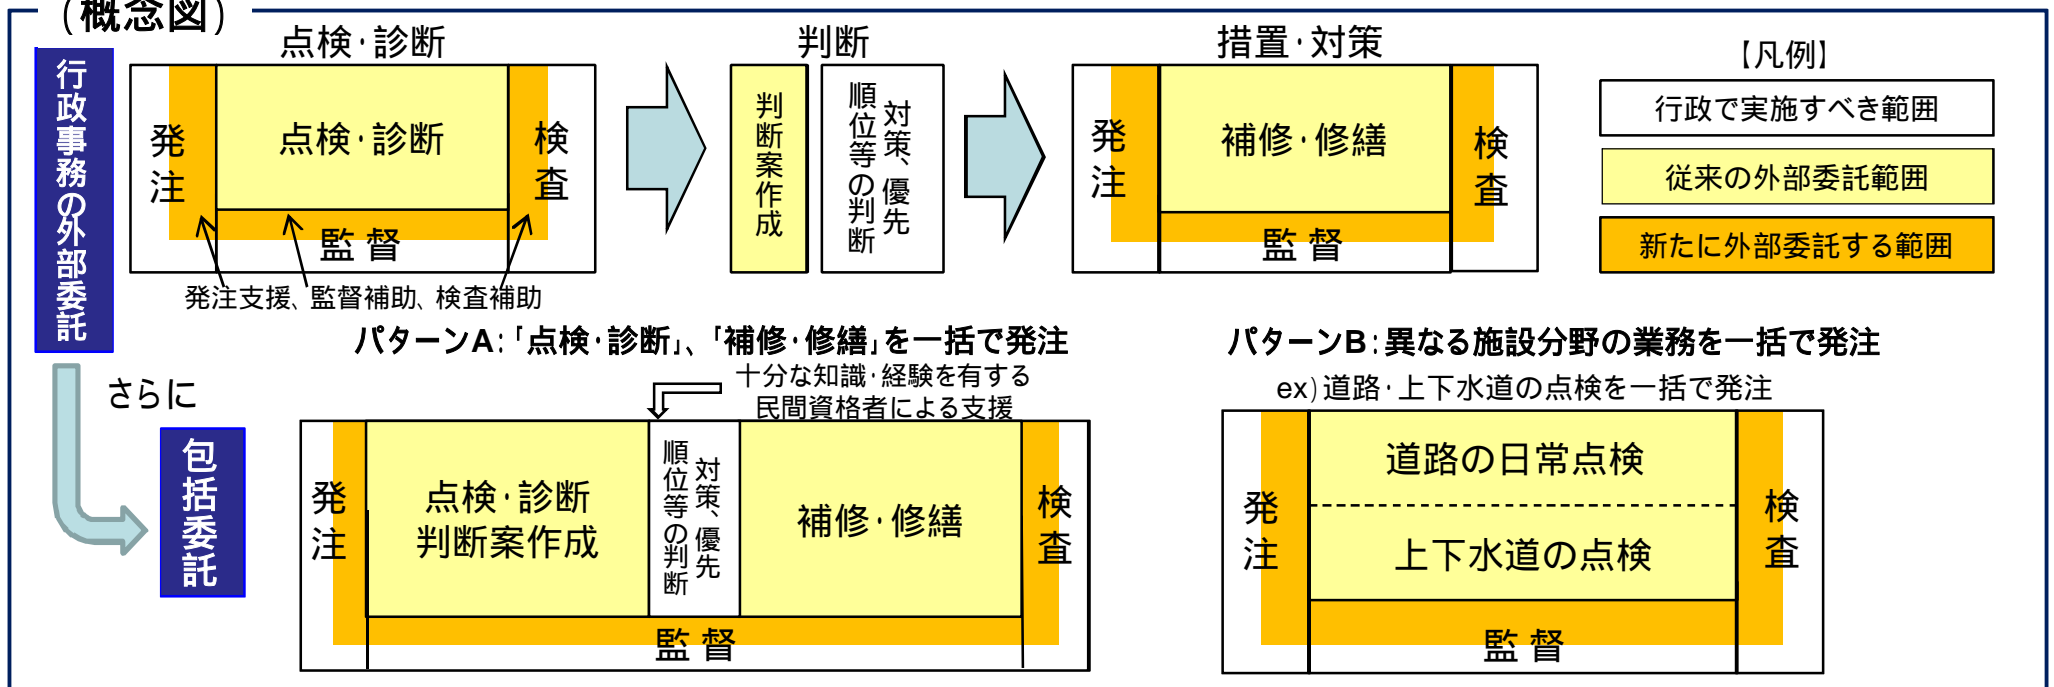 (概念図)
行政事務の外部委託
点検･診断
発注
点検･診断
検査
監督
発注支援、監督補助、検査補助
判断
判断案作成
対策、優先
順位等の判断
措置･対策
発注
補修･修繕
検査
監督
【凡例】
行政で実施すべき範囲
従来の外部委託範囲
新たに外部委託する範囲
さらに
包括委託
パターンA:｢点検･診断｣、｢補修･修繕｣を一括で発注
十分な知識･経験を有する
民間資格者による支援
発注
点検･診断
判断案作成
対策、優先
順位等の判断
補修･修繕
検査
監督
パターンB:異なる施設分野の業務を一括で発注
ex)道路･上下水道の点検を一括で発注
発注
道路の日常点検
上下水道の点検
検査
監督